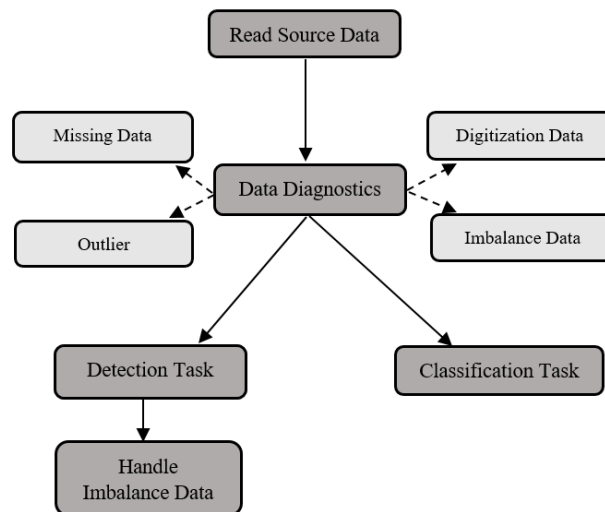 Read Source Data
Missing Data
Digitization Data
Data Diagnostics
Outlier
Imbalance Data
Detection Task
Classification Task
Handle
Imbalance Data